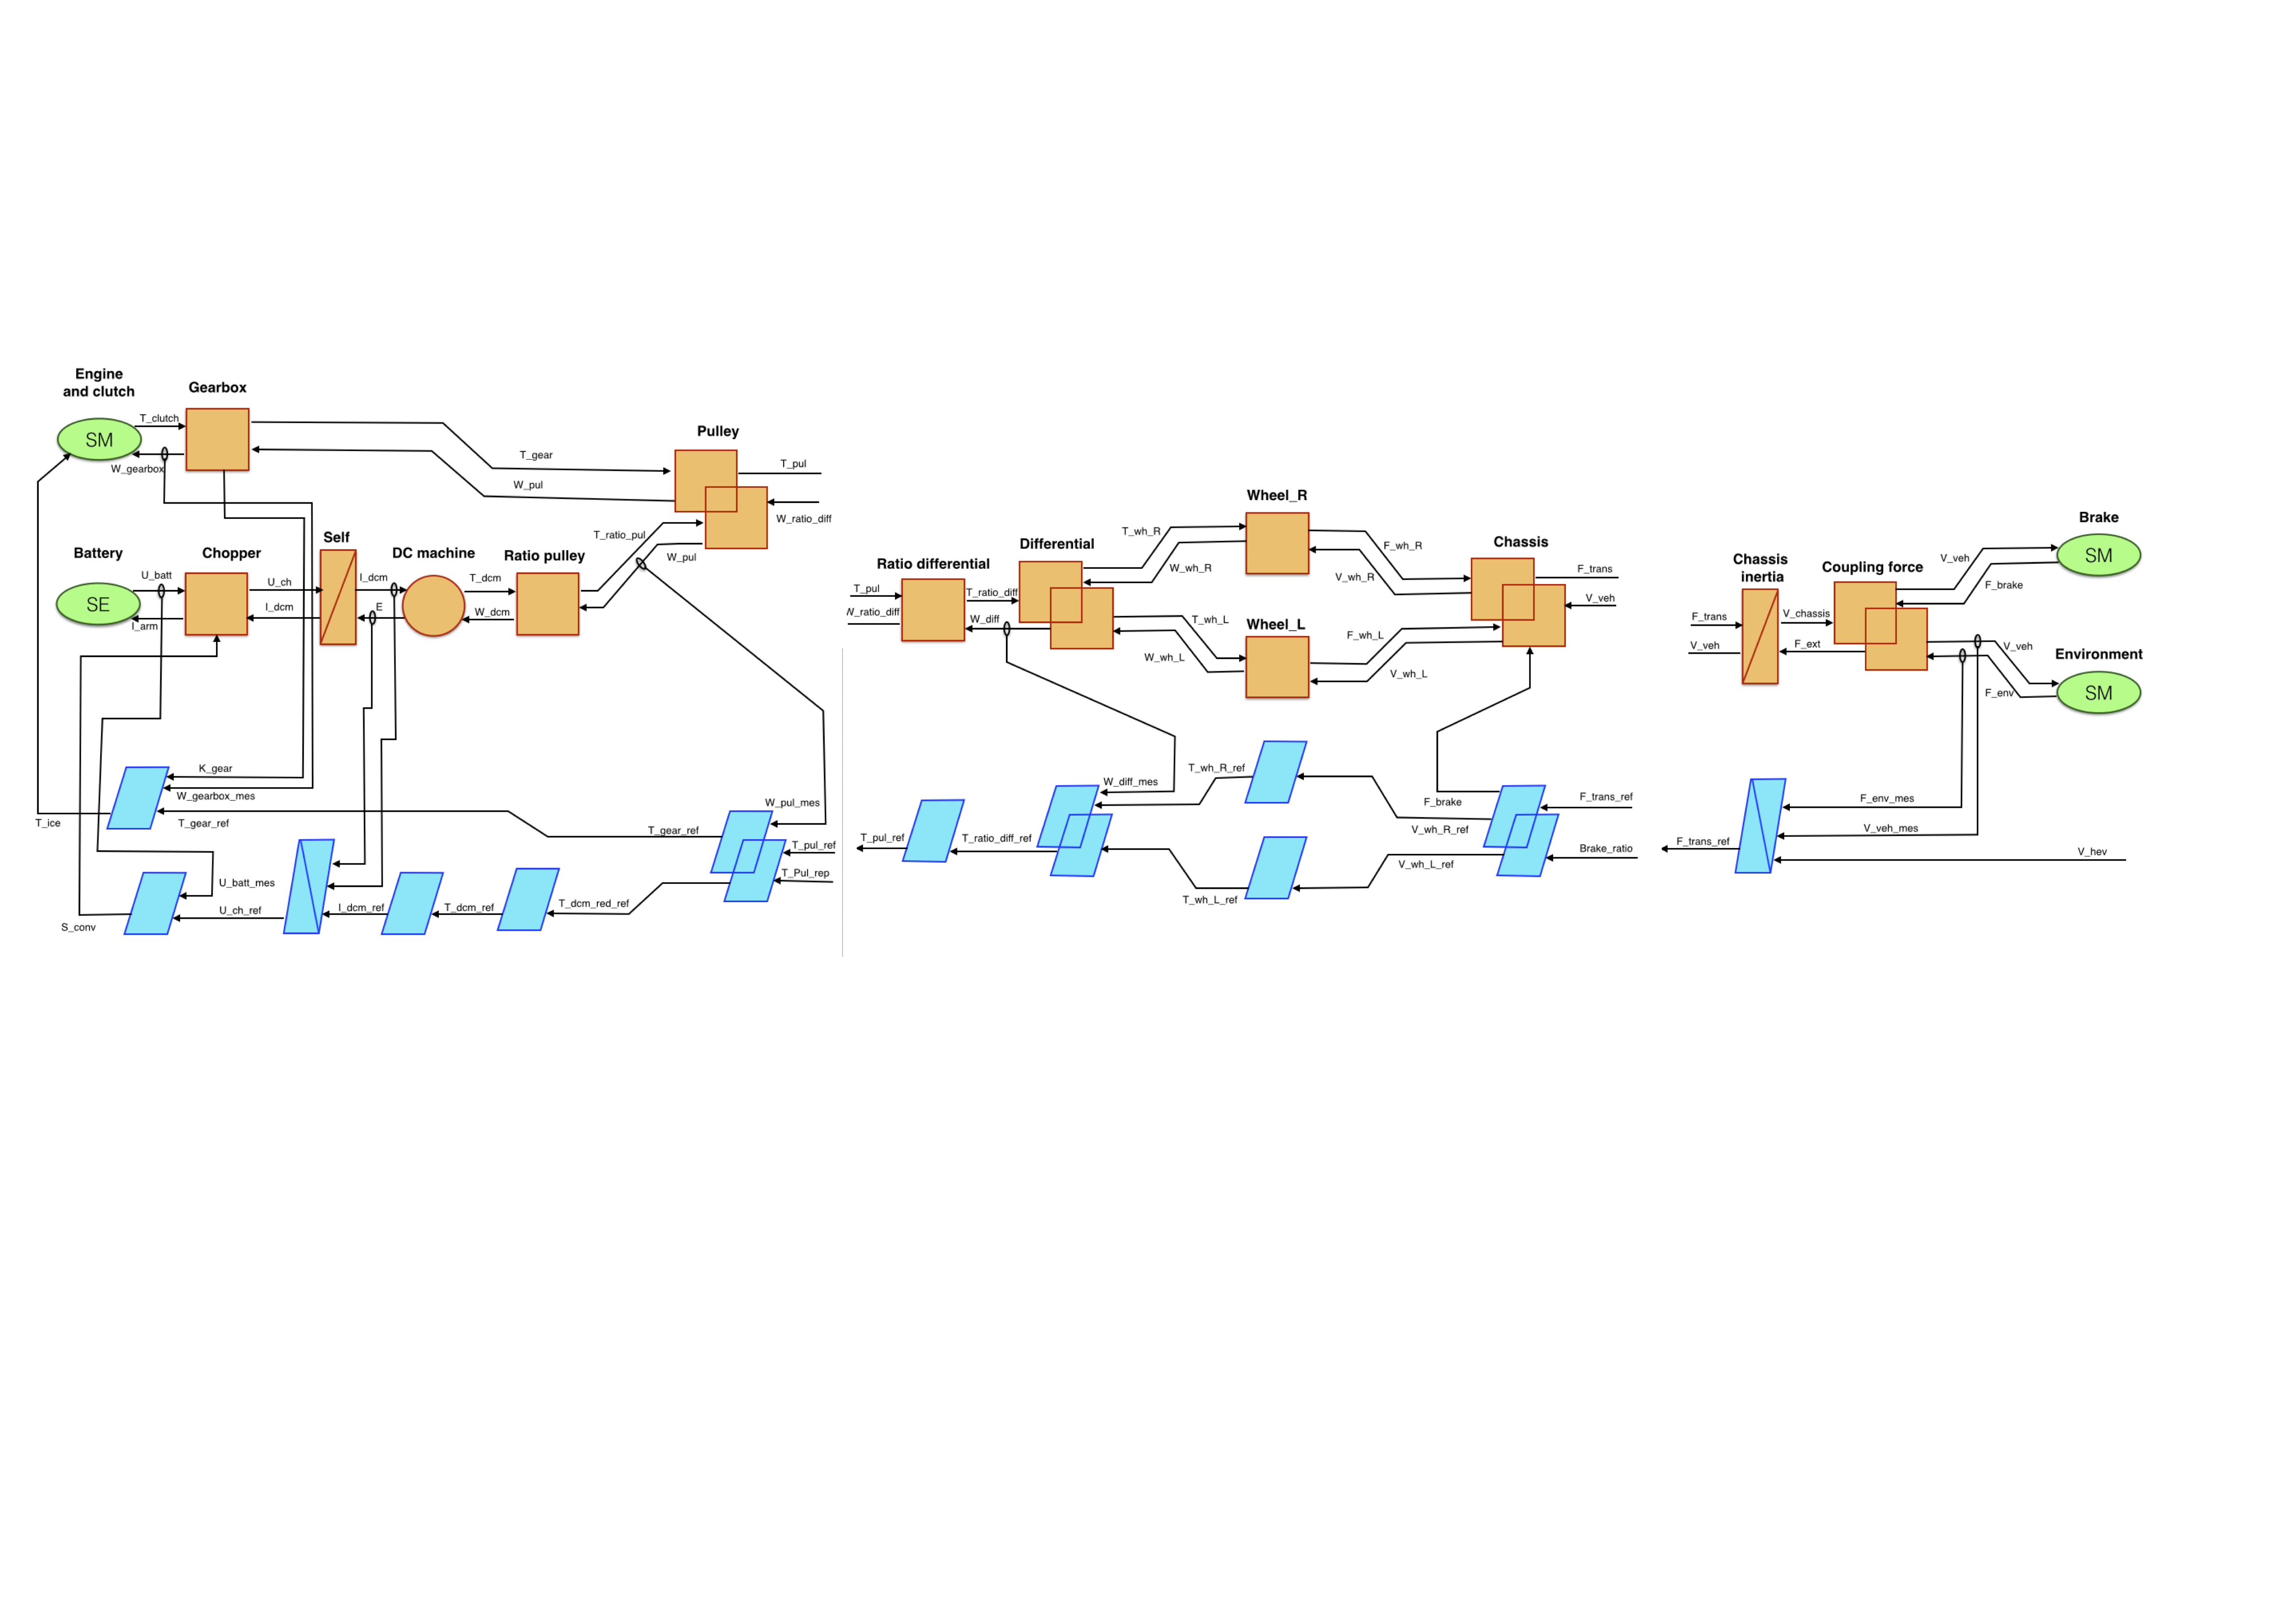 Engine
and clutch
Gearbox
T_clutch
W_gearbox
SM
T_gear
W_pul
Pulley
T_pul
W_ratio_diff
T_ratio_pul
W_pul
Battery
SE
U_batt
I_arm
Chopper
U_ch
I_dcm
Self
I_dcm
E
DC machine
T_dcm
W_dcm
Ratio pulley
K_gear
W_gearbox_mes
T_gear_ref
T_ice
T_gear_ref
W_pul_mes
T_pul_ref
T_Pul_rep
U_batt_mes
U_ch_ref
S_conv
I_dcm_ref
T_dcm_ref
T_dcm_red_ref
Ratio differential
T_pul
W_ratio_diff
T_ratio_diff
W_diff
Differential
T_wh_R
W_wh_R
T_wh_L
W_wh_L
Wheel_R
Wheel_L
F_wh_R
V_wh_R
F_wh_L
V_wh_L
Chassis
F_trans
V_veh
W_diff_mes
T_wh_R_ref
T_pul_ref
T_ratio_diff_ref
T_wh_L_ref
F_brake
V_wh_R_ref
V_wh_L_ref
F_trans_ref
Brake_ratio
Chassis
inertia
F_trans
V_veh
V_chassis
F_ext
Coupling force
V_veh
F_brake
Brake
SM
V_veh
F_env
Environment
SM
F_env_mes
V_veh_mes
F_trans_ref
V_hev